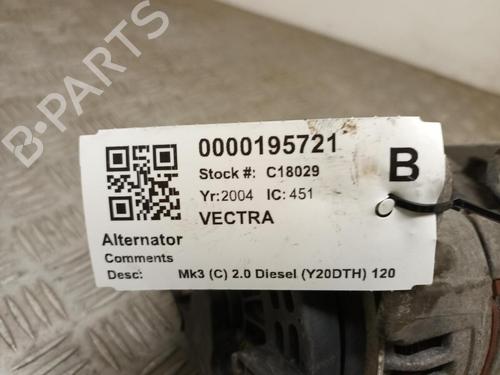 0000195721
Stock #: C18029
B
Yr:2004 IC:451
VECTRA
Alternator
Comments
Desc: Mk3 (C) 2.0 Diesel (Y20DTH) 120
B-PARTS